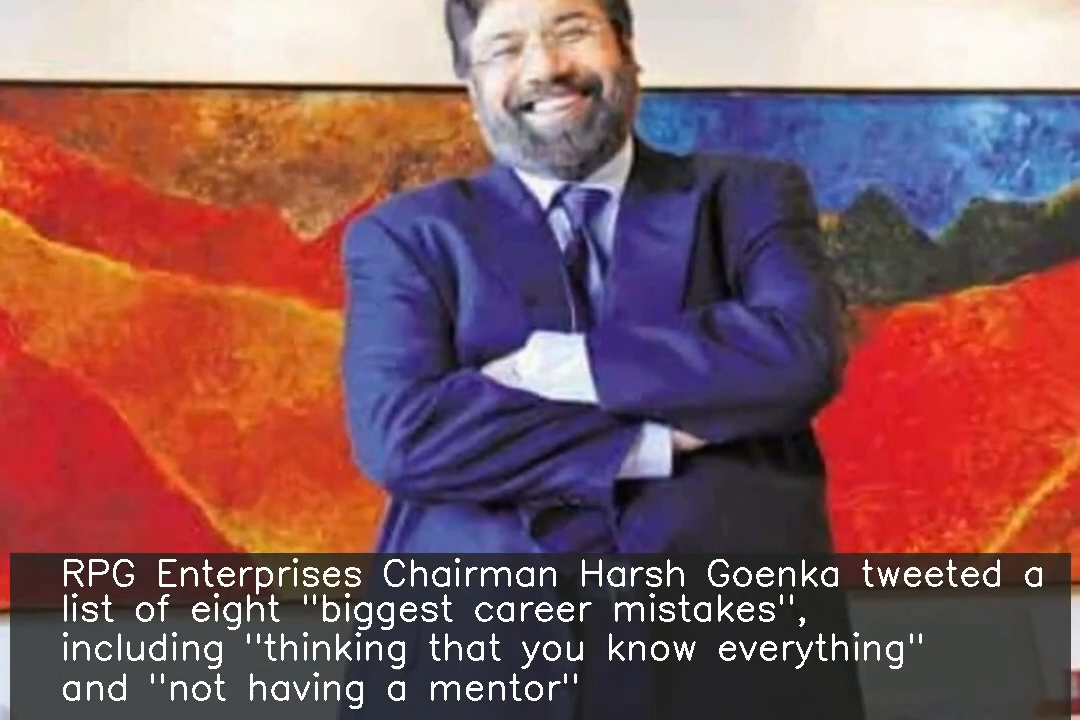 RPG Enterprises Chairman Harsh Goenka tweeted a
list of eight "biggest career mistakes",
including "thinking that you know everything"
and "not having a mentor"